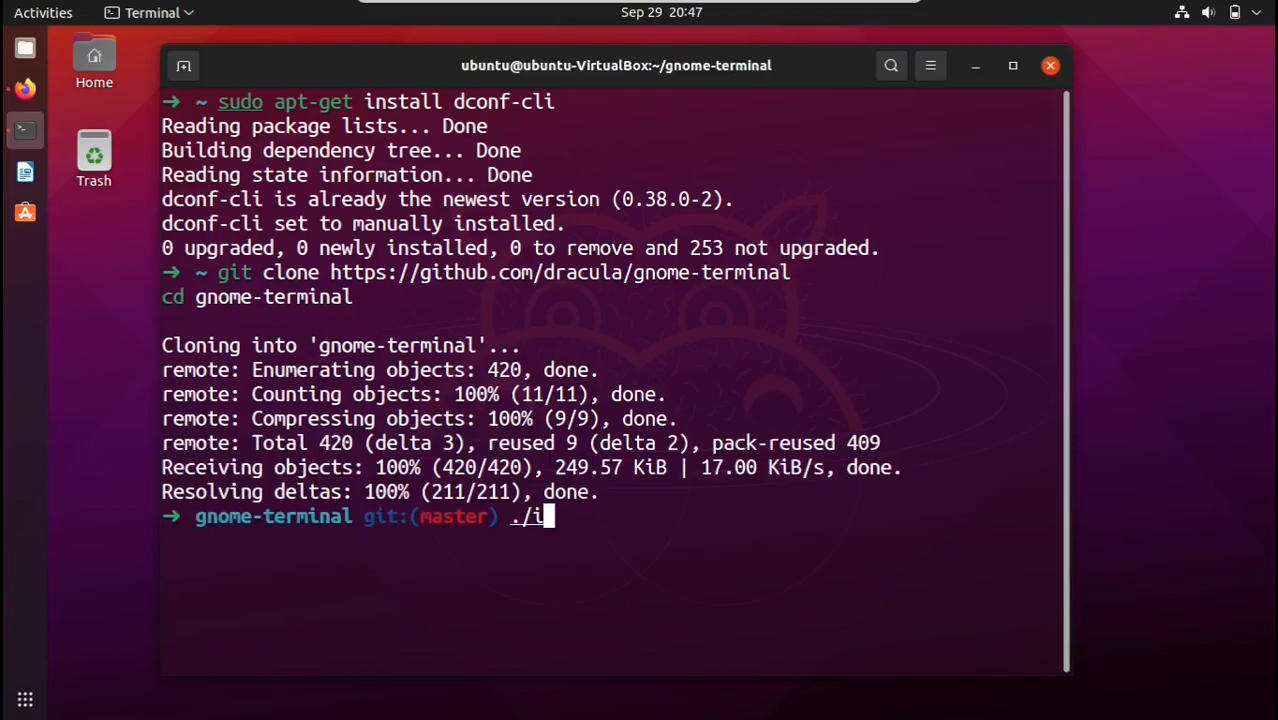 Activities
Terminal
Sep 29 20:47
Home
Trash
ubuntu@ubuntu-VirtualBox:~/gnome-terminal
➜ ~ sudo apt-get install dconf-cli
Reading package lists... Done
Building dependency tree... Done
Reading state information... Done
dconf-cli is already the newest version (0.38.0-2).
dconf-cli set to manually installed.
0 upgraded, 0 newly installed, 0 to remove and 253 not upgraded.
➜ ~ git clone https://github.com/dracula/gnome-terminal
cd gnome-terminal
Cloning into 'gnome-terminal'...
remote: Enumerating objects: 420, done.
remote: Counting objects: 100% (11/11), done.
remote: Compressing objects: 100% (9/9), done.
remote: Total 420 (delta 3), reused 9 (delta 2), pack-reused 409
Receiving objects: 100% (420/420), 249.57 KiB | 17.00 KiB/s, done.
Resolving deltas: 100% (211/211), done.
➜ gnome-terminal git:(master) ./i